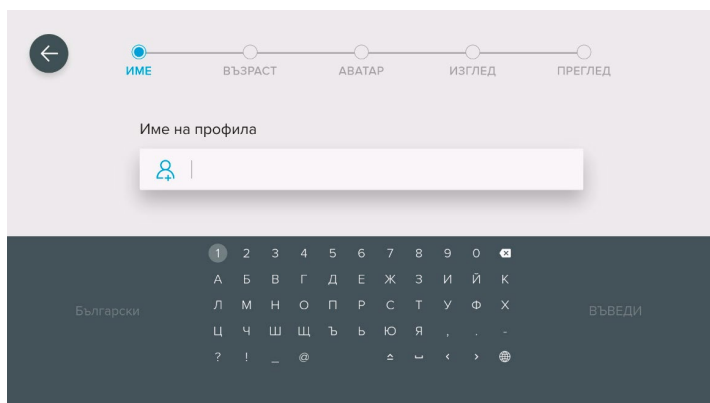 ИМЕ ВЪЗРАСТ АВАТАР ИЗГЛЕД ПРЕГЛЕД
Име на профила
1 2 3 4 5 6 7 8 9 0
А Б В Г Д Е Ж З И Й К
Български Л М Н О П Р С Т У Ф Х ВЪВЕДИ
Ц Ч Ш Щ Ъ Ь Ю Я , . -
? ! _ @ < >